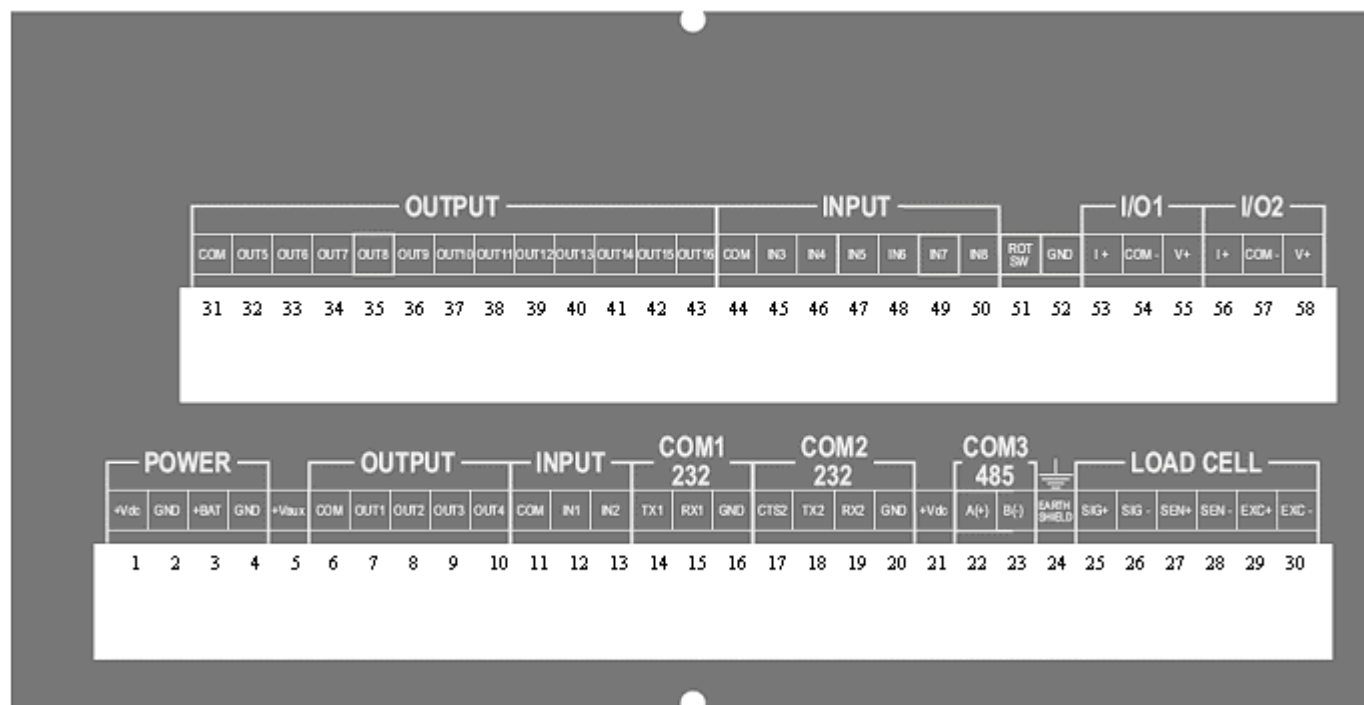 OUTPUT INPUT I/O1 I/O2
COM OUT5 OUT6 OUT7 OUT8 OUT9 OUT10 OUT11 OUT12 OUT13 OUT14 OUT15 OUT16 COM IN3 IN4 IN5 IN6 IN7 IN8 ROT SW GND I+ COM- V+ I+ COM- V+
31 32 33 34 35 36 37 38 39 40 41 42 43 44 45 46 47 48 49 50 51 52 53 54 55 56 57 58
POWER OUTPUT INPUT COM1 232 COM2 232 COM3 485 LOAD CELL
+Vdc GND +BAT GND +Vaux COM OUT1 OUT2 OUT3 OUT4 COM IN1 IN2 TX1 RX1 GND CTS2 TX2 RX2 GND +Vdc A(+) B(-) EARTH SHIELD SIG+ SIG- SEN+ SEN- EXC+ EXC-
1 2 3 4 5 6 7 8 9 10 11 12 13 14 15 16 17 18 19 20 21 22 23 24 25 26 27 28 29 30